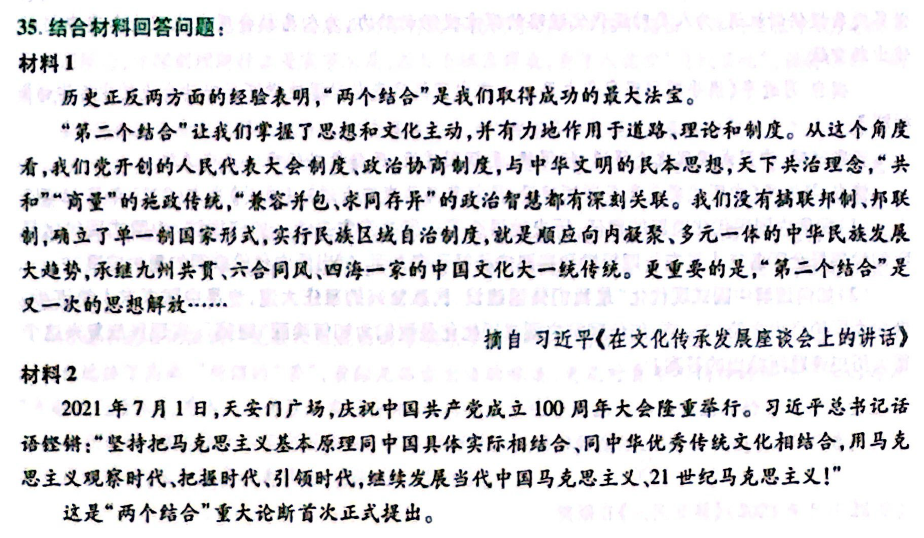 35. 结合材料回答问题：
材料1
历史正反两方面的经验表明，“两个结合”是我们取得成功的最大法宝。
“第二个结合”让我们掌握了思想和文化主动，并有力地作用于道路、理论和制度。从这个角度
看，我们党开创的人民代表大会制度、政治协商制度，与中华文明的民本思想，天下共治理念，“共
和”“商量”的施政传统，“兼容并包、求同存异”的政治智慧都有深刻关联。我们没有搞联邦制、邦联
制，确立了单一制国家形式，实行民族区域自治制度，就是顺应向内凝聚、多元一体的中华民族发展
大趋势，承继九州共贯、六合同风、四海一家的中国文化大一统传统。更重要的是，“第二个结合”是
又一次的思想解放……
摘自 习近平《在文化传承发展座谈会上的讲话》
材料2
2021年7月1日，天安门广场，庆祝中国共产党成立100周年大会隆重举行。习近平总书记话
语铿锵：“坚持把马克思主义基本原理同中国具体实际相结合、同中华优秀传统文化相结合，用马克
思主义观察时代、把握时代、引领时代，继续发展当代中国马克思主义、21世纪马克思主义！”
这是“两个结合”重大论断首次正式提出。